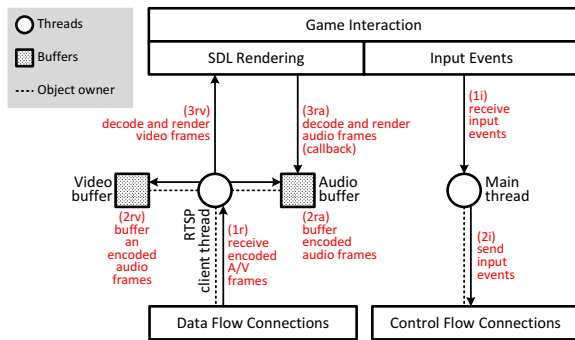 Threads
Buffers
Object owner
Game Interaction
SDL Rendering
Input Events
(3rv)
decode and render
video frames
(3ra)
decode and render
audio frames
(callback)
(1i)
receive
input
events
Video
buffer
Audio
buffer
Main
thread
(2rv)
buffer
an
encoded
audio
frames
RTSP
client thread
(1r)
receive
encoded
A/V
frames
(2ra)
buffer
encoded
audio frames
(2i)
send
input
events
Data Flow Connections
Control Flow Connections